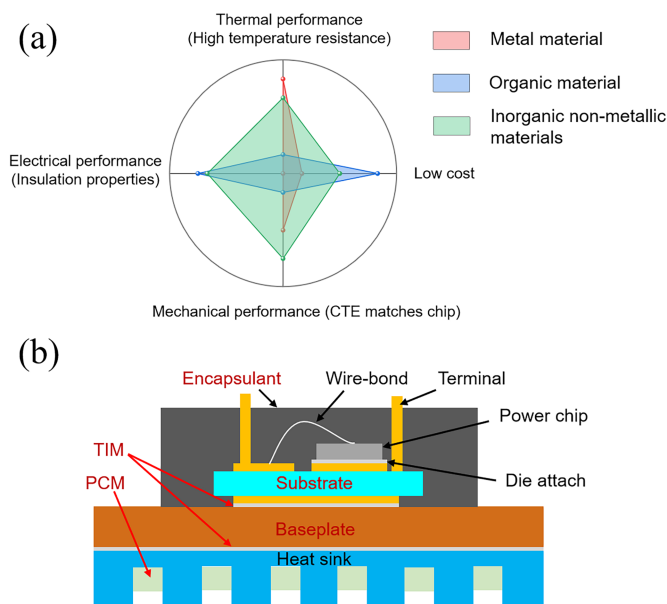 (a)
Thermal performance
(High temperature resistance)
Metal material
Organic material
Inorganic non-metallic
materials
Electrical performance
(Insulation properties)
Low cost
Mechanical performance (CTE matches chip)
(b)
Encapsulant
Wire-bond
Terminal
Power chip
TIM
Die attach
PCM
Substrate
Baseplate
Heat sink